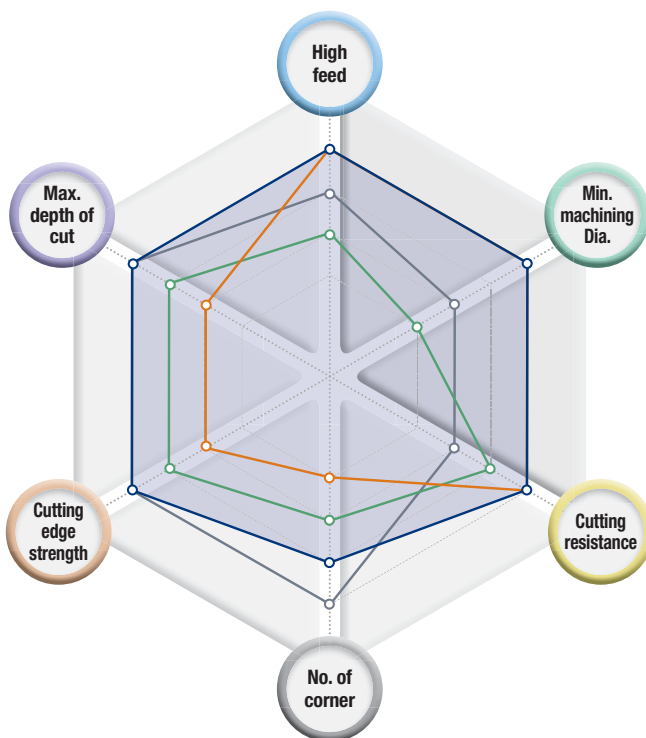 High
feed
Max.
depth of
cut
Min.
machining
Dia.
Cutting
edge
strength
Cutting
resistance
No. of
corner